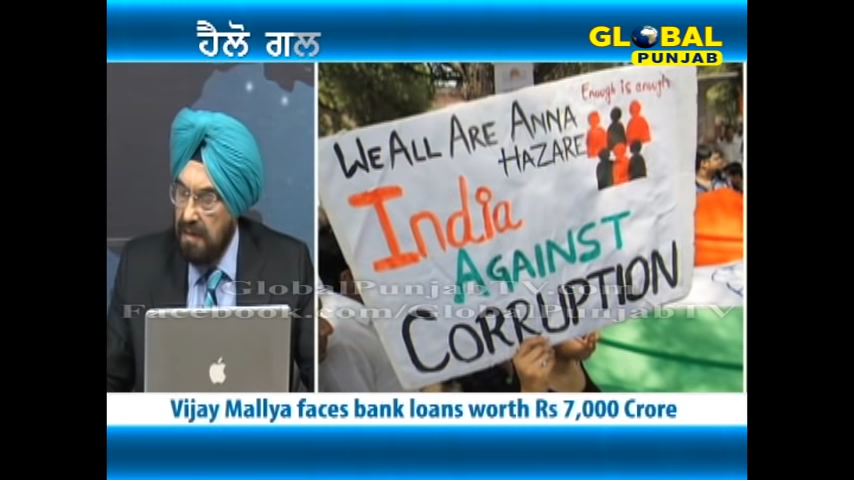 ਹੈਲੋ ਗਲ
GLOBAL
PUNJAB
Enough is enough
WE ALL ARE ANNA
HAZARE
INDIA
AGAINST
CORRUPTION
GlobalPunjabTV.com
Facebook.com/GlobalPunjabTV
Vijay Mallya faces bank loans worth Rs 7,000 Crore